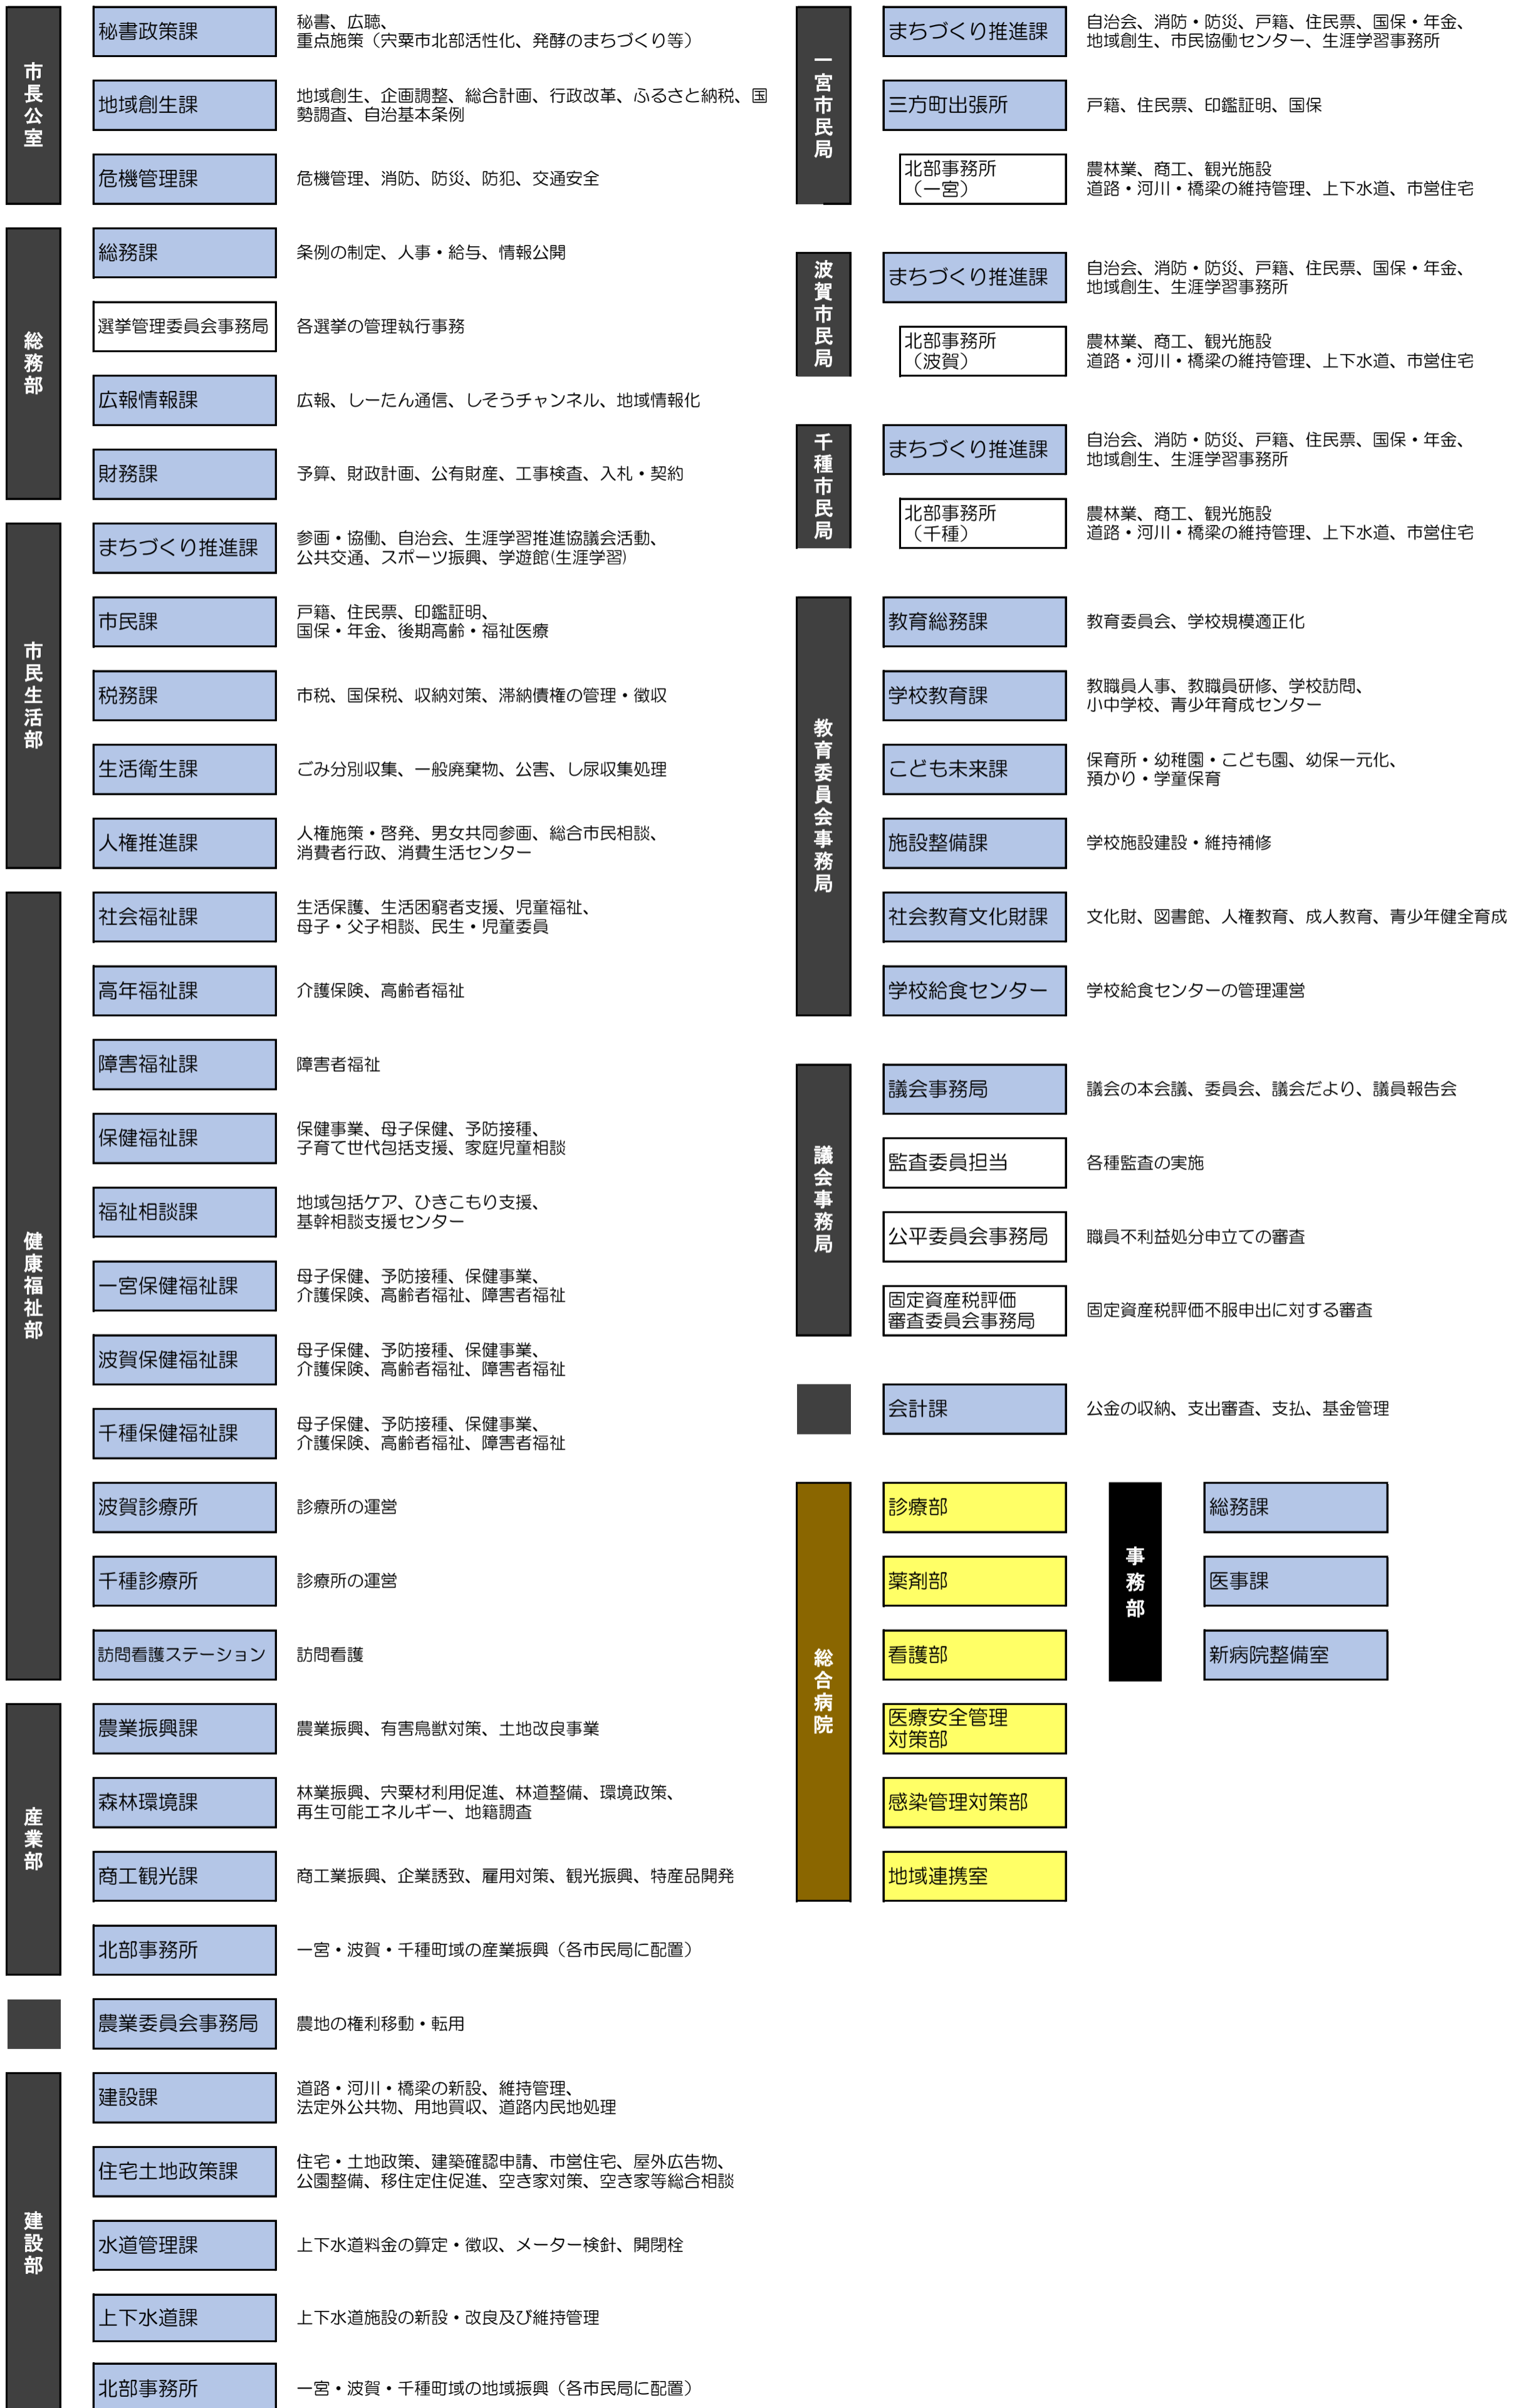 市長公室
秘書政策課
秘書、広聴、
重点施策（宍粟市北部活性化、発酵のまちづくり等）
地域創生課
地域創生、企画調整、総合計画、行政改革、ふるさと納税、国
勢調査、自治基本条例
危機管理課
危機管理、消防、防災、防犯、交通安全
総務部
総務課
条例の制定、人事・給与、情報公開
選挙管理委員会事務局
各選挙の管理執行事務
広報情報課
広報、しーたん通信、しそうチャンネル、地域情報化
財務課
予算、財政計画、公有財産、工事検査、入札・契約
市民生活部
まちづくり推進課
参画・協働、自治会、生涯学習推進協議会活動、
公共交通、スポーツ振興、学遊館(生涯学習)
市民課
戸籍、住民票、印鑑証明、
国保・年金、後期高齢・福祉医療
税務課
市税、国保税、収納対策、滞納債権の管理・徴収
生活衛生課
ごみ分別収集、一般廃棄物、公害、し尿収集処理
人権推進課
人権施策・啓発、男女共同参画、総合市民相談、
消費者行政、消費生活センター
健康福祉部
社会福祉課
生活保護、生活困窮者支援、児童福祉、
母子・父子相談、民生・児童委員
高年福祉課
介護保険、高齢者福祉
障害福祉課
障害者福祉
保健福祉課
保健事業、母子保健、予防接種、
子育て世代包括支援、家庭児童相談
福祉相談課
地域包括ケア、ひきこもり支援、
基幹相談支援センター
一宮保健福祉課
母子保健、予防接種、保健事業、
介護保険、高齢者福祉、障害者福祉
波賀保健福祉課
母子保健、予防接種、保健事業、
介護保険、高齢者福祉、障害者福祉
千種保健福祉課
母子保健、予防接種、保健事業、
介護保険、高齢者福祉、障害者福祉
波賀診療所
診療所の運営
千種診療所
診療所の運営
訪問看護ステーション
訪問看護
産業部
農業振興課
農業振興、有害鳥獣対策、土地改良事業
森林環境課
林業振興、宍粟材利用促進、林道整備、環境政策、
再生可能エネルギー、地籍調査
商工観光課
商工業振興、企業誘致、雇用対策、観光振興、特産品開発
北部事務所
一宮・波賀・千種町域の産業振興（各市民局に配置）
農業委員会事務局
農地の権利移動・転用
建設部
建設課
道路・河川・橋梁の新設、維持管理、
法定外公共物、用地買収、道路内民地処理
住宅土地政策課
住宅・土地政策、建築確認申請、市営住宅、屋外広告物、
公園整備、移住定住促進、空き家対策、空き家等総合相談
水道管理課
上下水道料金の算定・徴収、メーター検針、開閉栓
上下水道課
上下水道施設の新設・改良及び維持管理
北部事務所
一宮・波賀・千種町域の地域振興（各市民局に配置）
一宮市民局
まちづくり推進課
自治会、消防・防災、戸籍、住民票、国保・年金、
地域創生、市民協働センター、生涯学習事務所
三方町出張所
戸籍、住民票、印鑑証明、国保
北部事務所
（一宮）
農林業、商工、観光施設
道路・河川・橋梁の維持管理、上下水道、市営住宅
波賀市民局
まちづくり推進課
自治会、消防・防災、戸籍、住民票、国保・年金、
地域創生、生涯学習事務所
北部事務所
（波賀）
農林業、商工、観光施設
道路・河川・橋梁の維持管理、上下水道、市営住宅
千種市民局
まちづくり推進課
自治会、消防・防災、戸籍、住民票、国保・年金、
地域創生、生涯学習事務所
北部事務所
（千種）
農林業、商工、観光施設
道路・河川・橋梁の維持管理、上下水道、市営住宅
教育委員会事務局
教育総務課
教育委員会、学校規模適正化
学校教育課
教職員人事、教職員研修、学校訪問、
小中学校、青少年育成センター
こども未来課
保育所・幼稚園・こども園、幼保一元化、
預かり・学童保育
施設整備課
学校施設建設・維持補修
社会教育文化財課
文化財、図書館、人権教育、成人教育、青少年健全育成
学校給食センター
学校給食センターの管理運営
議会事務局
議会事務局
議会の本会議、委員会、議会だより、議員報告会
監査委員担当
各種監査の実施
公平委員会事務局
職員不利益処分申立ての審査
固定資産税評価
審査委員会事務局
固定資産税評価不服申出に対する審査
会計課
公金の収納、支出審査、支払、基金管理
総合病院
診療部
薬剤部
看護部
医療安全管理
対策部
感染管理対策部
地域連携室
事務部
総務課
医事課
新病院整備室